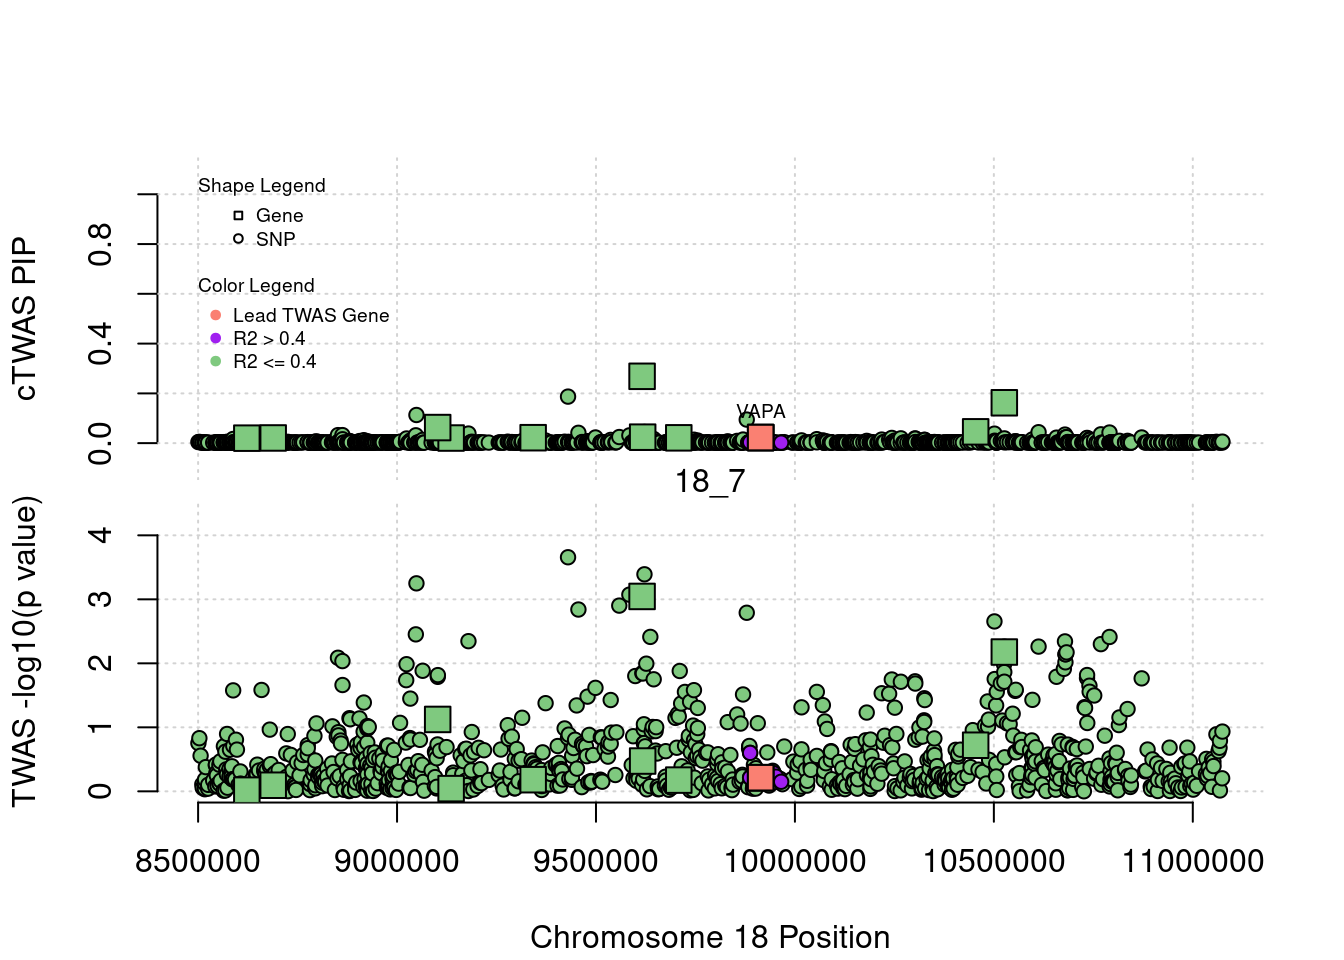 Shape Legend
Gene
SNP
Color Legend
Lead TWAS Gene
R2 > 0.4
R2 <= 0.4
cTWAS PIP
0.8
0.4
0.0
VAPA
18_7
TWAS -log10(p value)
4
3
2
1
0
8500000 9000000 9500000 10000000 10500000 11000000
Chromosome 18 Position